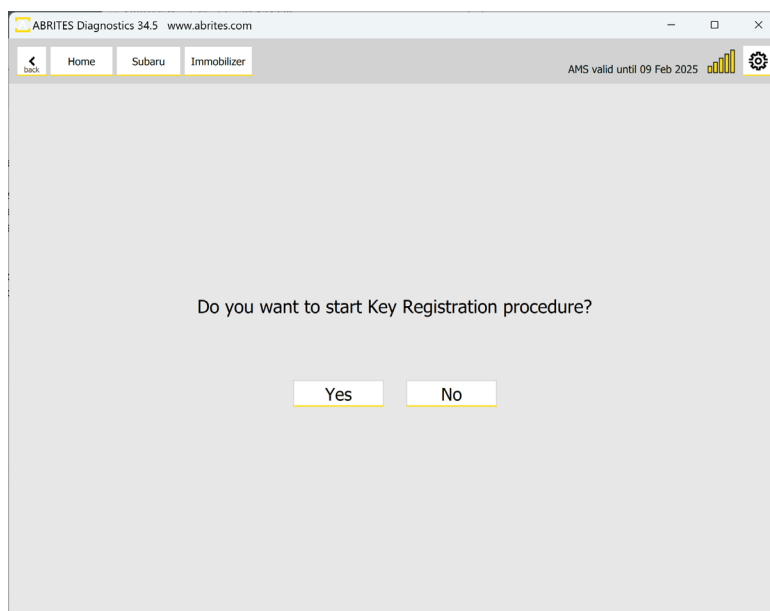 ABRITES Diagnostics 34.5 www.abrites.com
back
Home
Subaru
Immobilizer
AMS valid until 09 Feb 2025
Do you want to start Key Registration procedure?
Yes
No